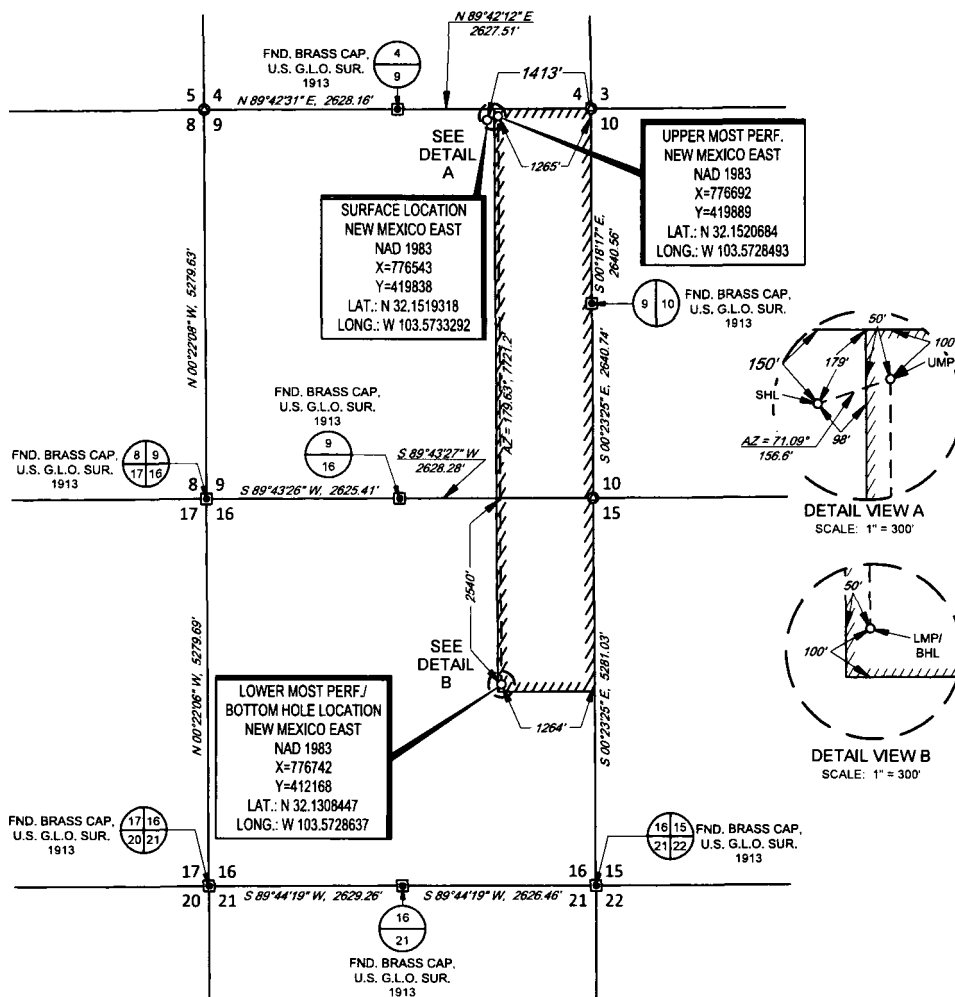 N 89°42'12" E
2627.51'
FND. BRASS CAP,
U.S. G.L.O. SUR.
1913
4
9
1413'
5 4
N 89°42'31" E, 2628.16'
4 3
8 9
10
SEE
DETAIL
A
1265'
UPPER MOST PERF.
NEW MEXICO EAST
NAD 1983
X=776692
Y=419889
LAT.: N 32.1520684
LONG.: W 103.5728493
SURFACE LOCATION
NEW MEXICO EAST
NAD 1983
X=776543
Y=419838
LAT.: N 32.1519318
LONG.: W 103.5733292
N 00°22'08" W, 5279.63'
S 00°18'17" E,
2640.56'
9 10
FND. BRASS CAP,
U.S. G.L.O. SUR.
1913
50'
100'
150'
179'
UMP
SHL
98'
AZ = 71.09°
156.6'
DETAIL VIEW A
SCALE: 1" = 300'
AZ = 179.63°, 7721.2'
S 00°23'25" E, 2640.74'
FND. BRASS CAP,
U.S. G.L.O. SUR.
1913
9
16
FND. BRASS CAP,
U.S. G.L.O. SUR.
1913
8 9
17 16
S 89°43'27" W
2628.28'
8 9
S 89°43'26" W, 2625.41'
10
17 16
15
50'
100'
LMP/
BHL
DETAIL VIEW B
SCALE: 1" = 300'
2540'
SEE
DETAIL
B
N 00°22'06" W, 5279.69'
S 00°23'25" E, 5281.03'
LOWER MOST PERF./
BOTTOM HOLE LOCATION
NEW MEXICO EAST
NAD 1983
X=776742
Y=412168
LAT.: N 32.1308447
LONG.: W 103.5728637
1264'
FND. BRASS CAP,
U.S. G.L.O. SUR.
1913
17 16
20 21
16 15
21 22
FND. BRASS CAP,
U.S. G.L.O. SUR.
1913
17 16
16 15
20 21
S 89°44'19" W, 2629.26'
S 89°44'19" W, 2626.46'
21 22
16
21
FND. BRASS CAP,
U.S. G.L.O. SUR.
1913